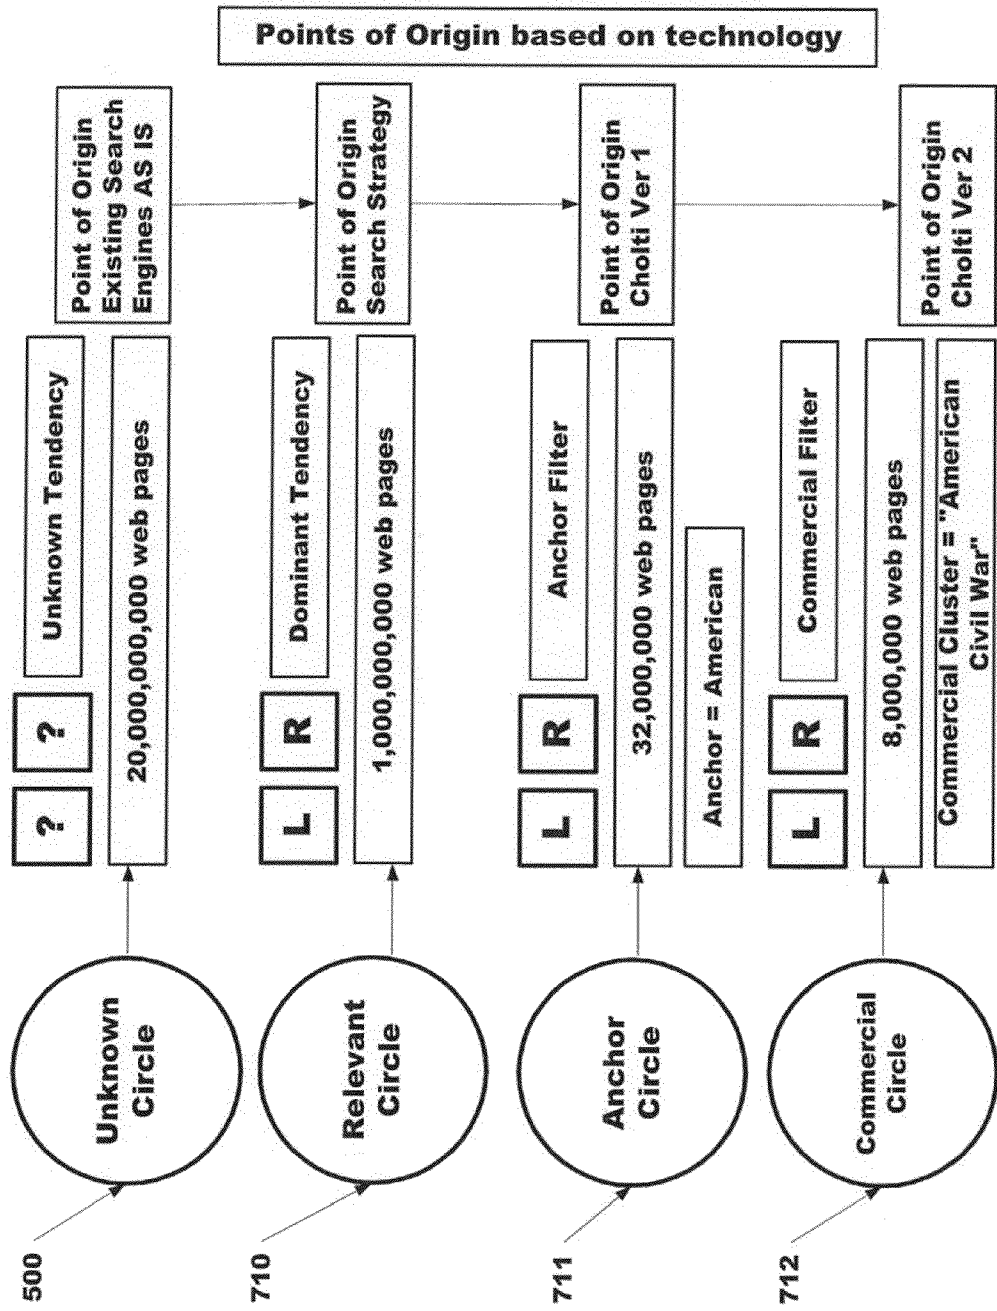 500
Unknown
Circle
?
?
Unknown Tendency
20,000,000,000 web pages
Point of Origin
Existing Search
Engines AS IS
710
Relevant
Circle
L
R
Dominant Tendency
1,000,000,000 web pages
Point of Origin
Search Strategy
711
Anchor
Circle
L
R
Anchor Filter
32,000,000 web pages
Anchor = American
Point of Origin
Cholti Ver 1
712
Commercial
Circle
L
R
Commercial Filter
8,000,000 web pages
Commercial Cluster = "American
Civil War"
Point of Origin
Cholti Ver 2
Points of Origin based on technology